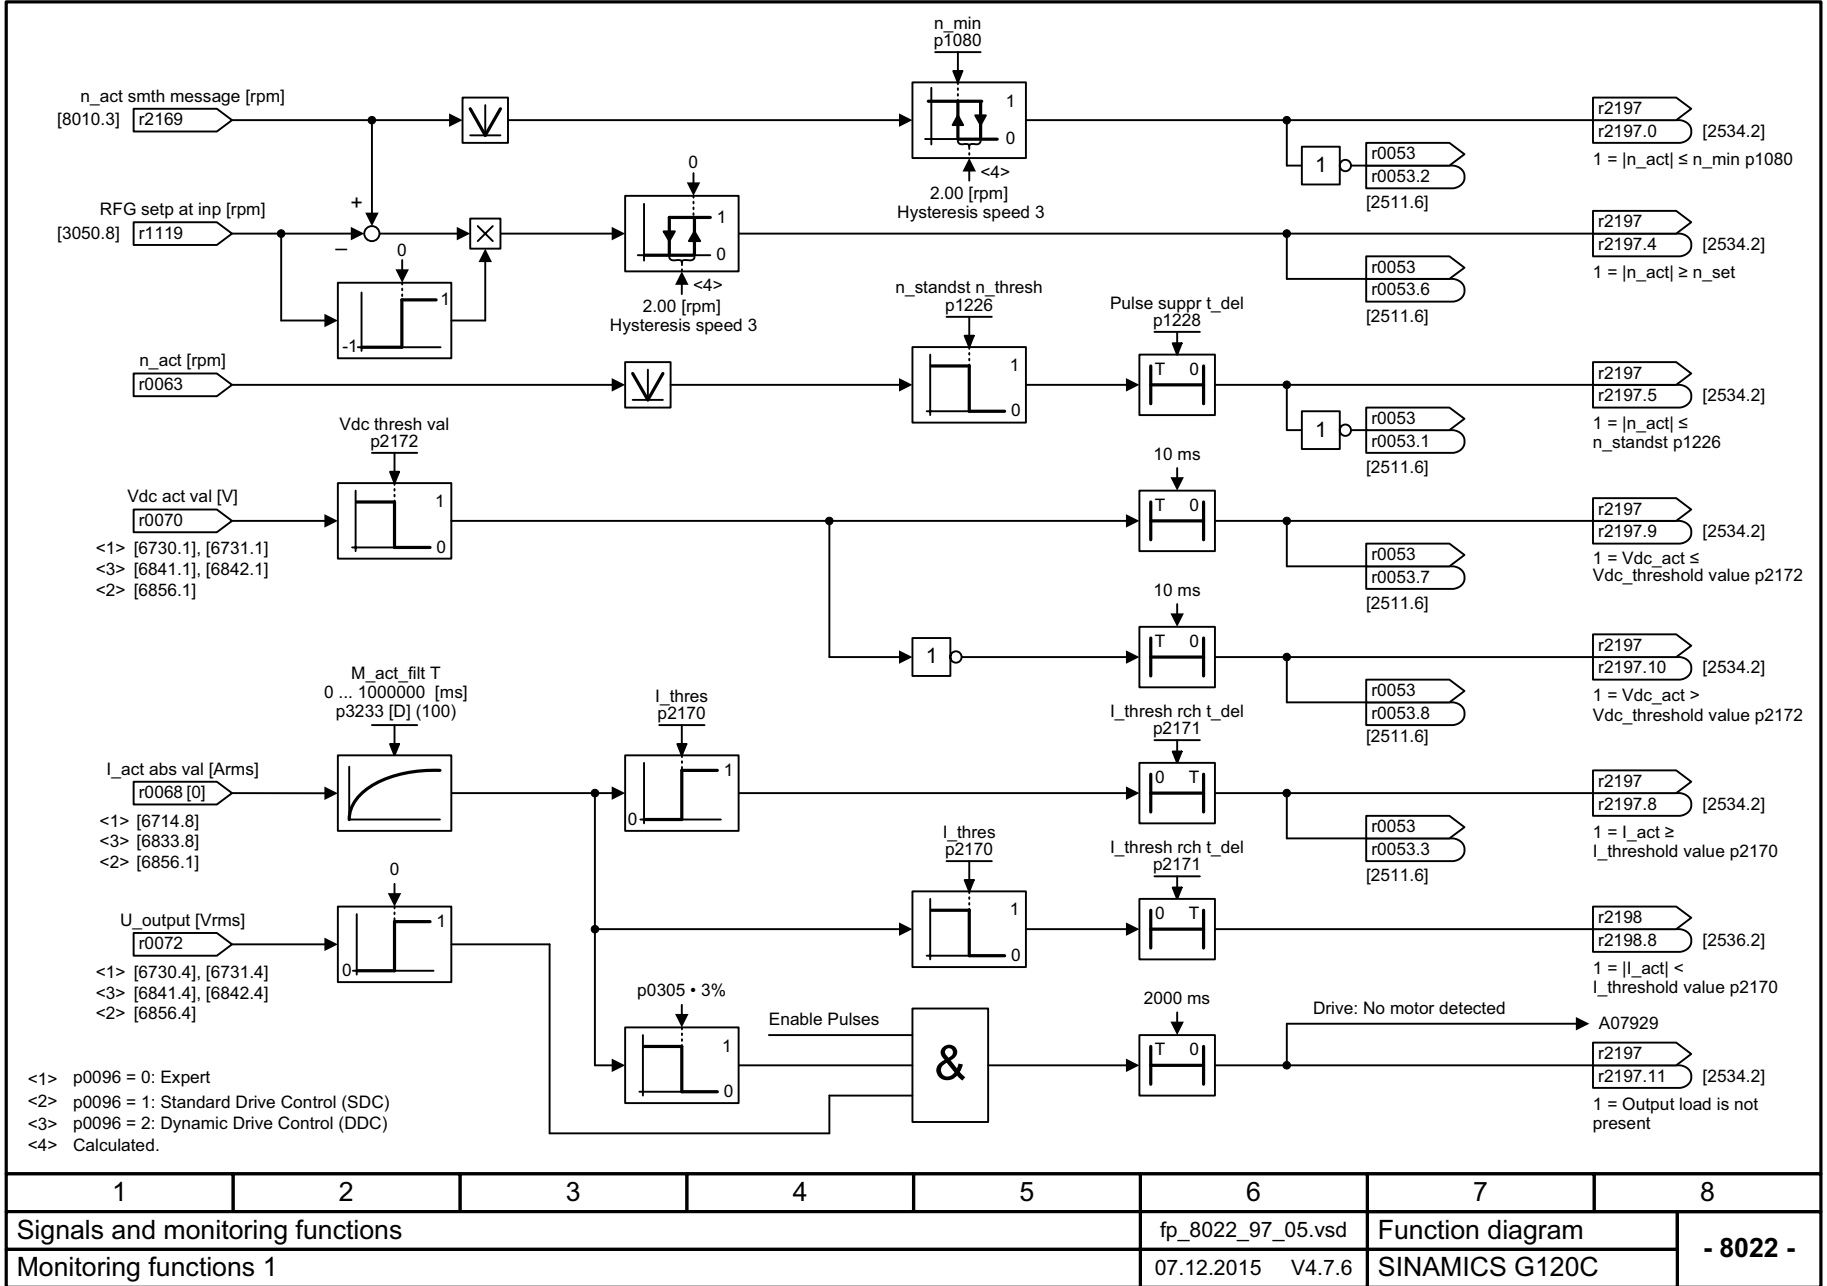 n_min
p1080
n_act smth message [rpm]
[8010.3] r2169
1
0
<4>
2.00 [rpm]
Hysteresis speed 3
r2197
r2197.0 [2534.2]
1 = |n_act| ≤ n_min p1080
1
r0053
r0053.2
[2511.6]
RFG setp at inp [rpm]
[3050.8] r1119
+
–
0
1
-1
0
1
0
<4>
2.00 [rpm]
Hysteresis speed 3
r2197
r2197.4 [2534.2]
1 = |n_act| ≥ n_set
r0053
r0053.6
[2511.6]
n_act [rpm]
r0063
n_standst n_thresh
p1226
1
0
Pulse suppr t_del
p1228
T 0
r2197
r2197.5 [2534.2]
1 = |n_act| ≤
n_standst p1226
1
r0053
r0053.1
[2511.6]
Vdc thresh val
p2172
Vdc act val [V]
r0070
<1> [6730.1], [6731.1]
<3> [6841.1], [6842.1]
<2> [6856.1]
1
0
10 ms
T 0
r2197
r2197.9 [2534.2]
1 = Vdc_act ≤
Vdc_threshold value p2172
r0053
r0053.7
[2511.6]
1
10 ms
T 0
r2197
r2197.10 [2534.2]
1 = Vdc_act >
Vdc_threshold value p2172
r0053
r0053.8
[2511.6]
M_act_filt T
0 ... 1000000 [ms]
p3233 [D] (100)
I_act abs val [Arms]
r0068 [0]
<1> [6714.8]
<3> [6833.8]
<2> [6856.1]
I_thres
p2170
1
0
I_thresh rch t_del
p2171
0 T
r2197
r2197.8 [2534.2]
1 = I_act ≥
I_threshold value p2170
r0053
r0053.3
[2511.6]
I_thres
p2170
1
0
I_thresh rch t_del
p2171
0 T
r2198
r2198.8 [2536.2]
1 = |I_act| <
I_threshold value p2170
U_output [Vrms]
r0072
<1> [6730.4], [6731.4]
<3> [6841.4], [6842.4]
<2> [6856.4]
0
1
0
p0305 • 3%
1
0
Enable Pulses
&
2000 ms
T 0
Drive: No motor detected
A07929
r2197
r2197.11 [2534.2]
1 = Output load is not
present
<1> p0096 = 0: Expert
<2> p0096 = 1: Standard Drive Control (SDC)
<3> p0096 = 2: Dynamic Drive Control (DDC)
<4> Calculated.
1 2 3 4 5 6 7 8
Signals and monitoring functions
fp_8022_97_05.vsd
Function diagram
- 8022 -
Monitoring functions 1
07.12.2015 V4.7.6
SINAMICS G120C